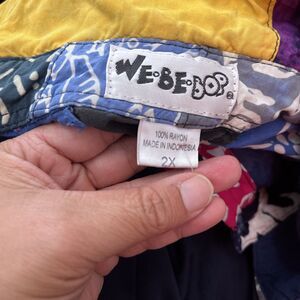 WE·BE·BOP®
100% RAYON
MADE IN INDONESIA
2X